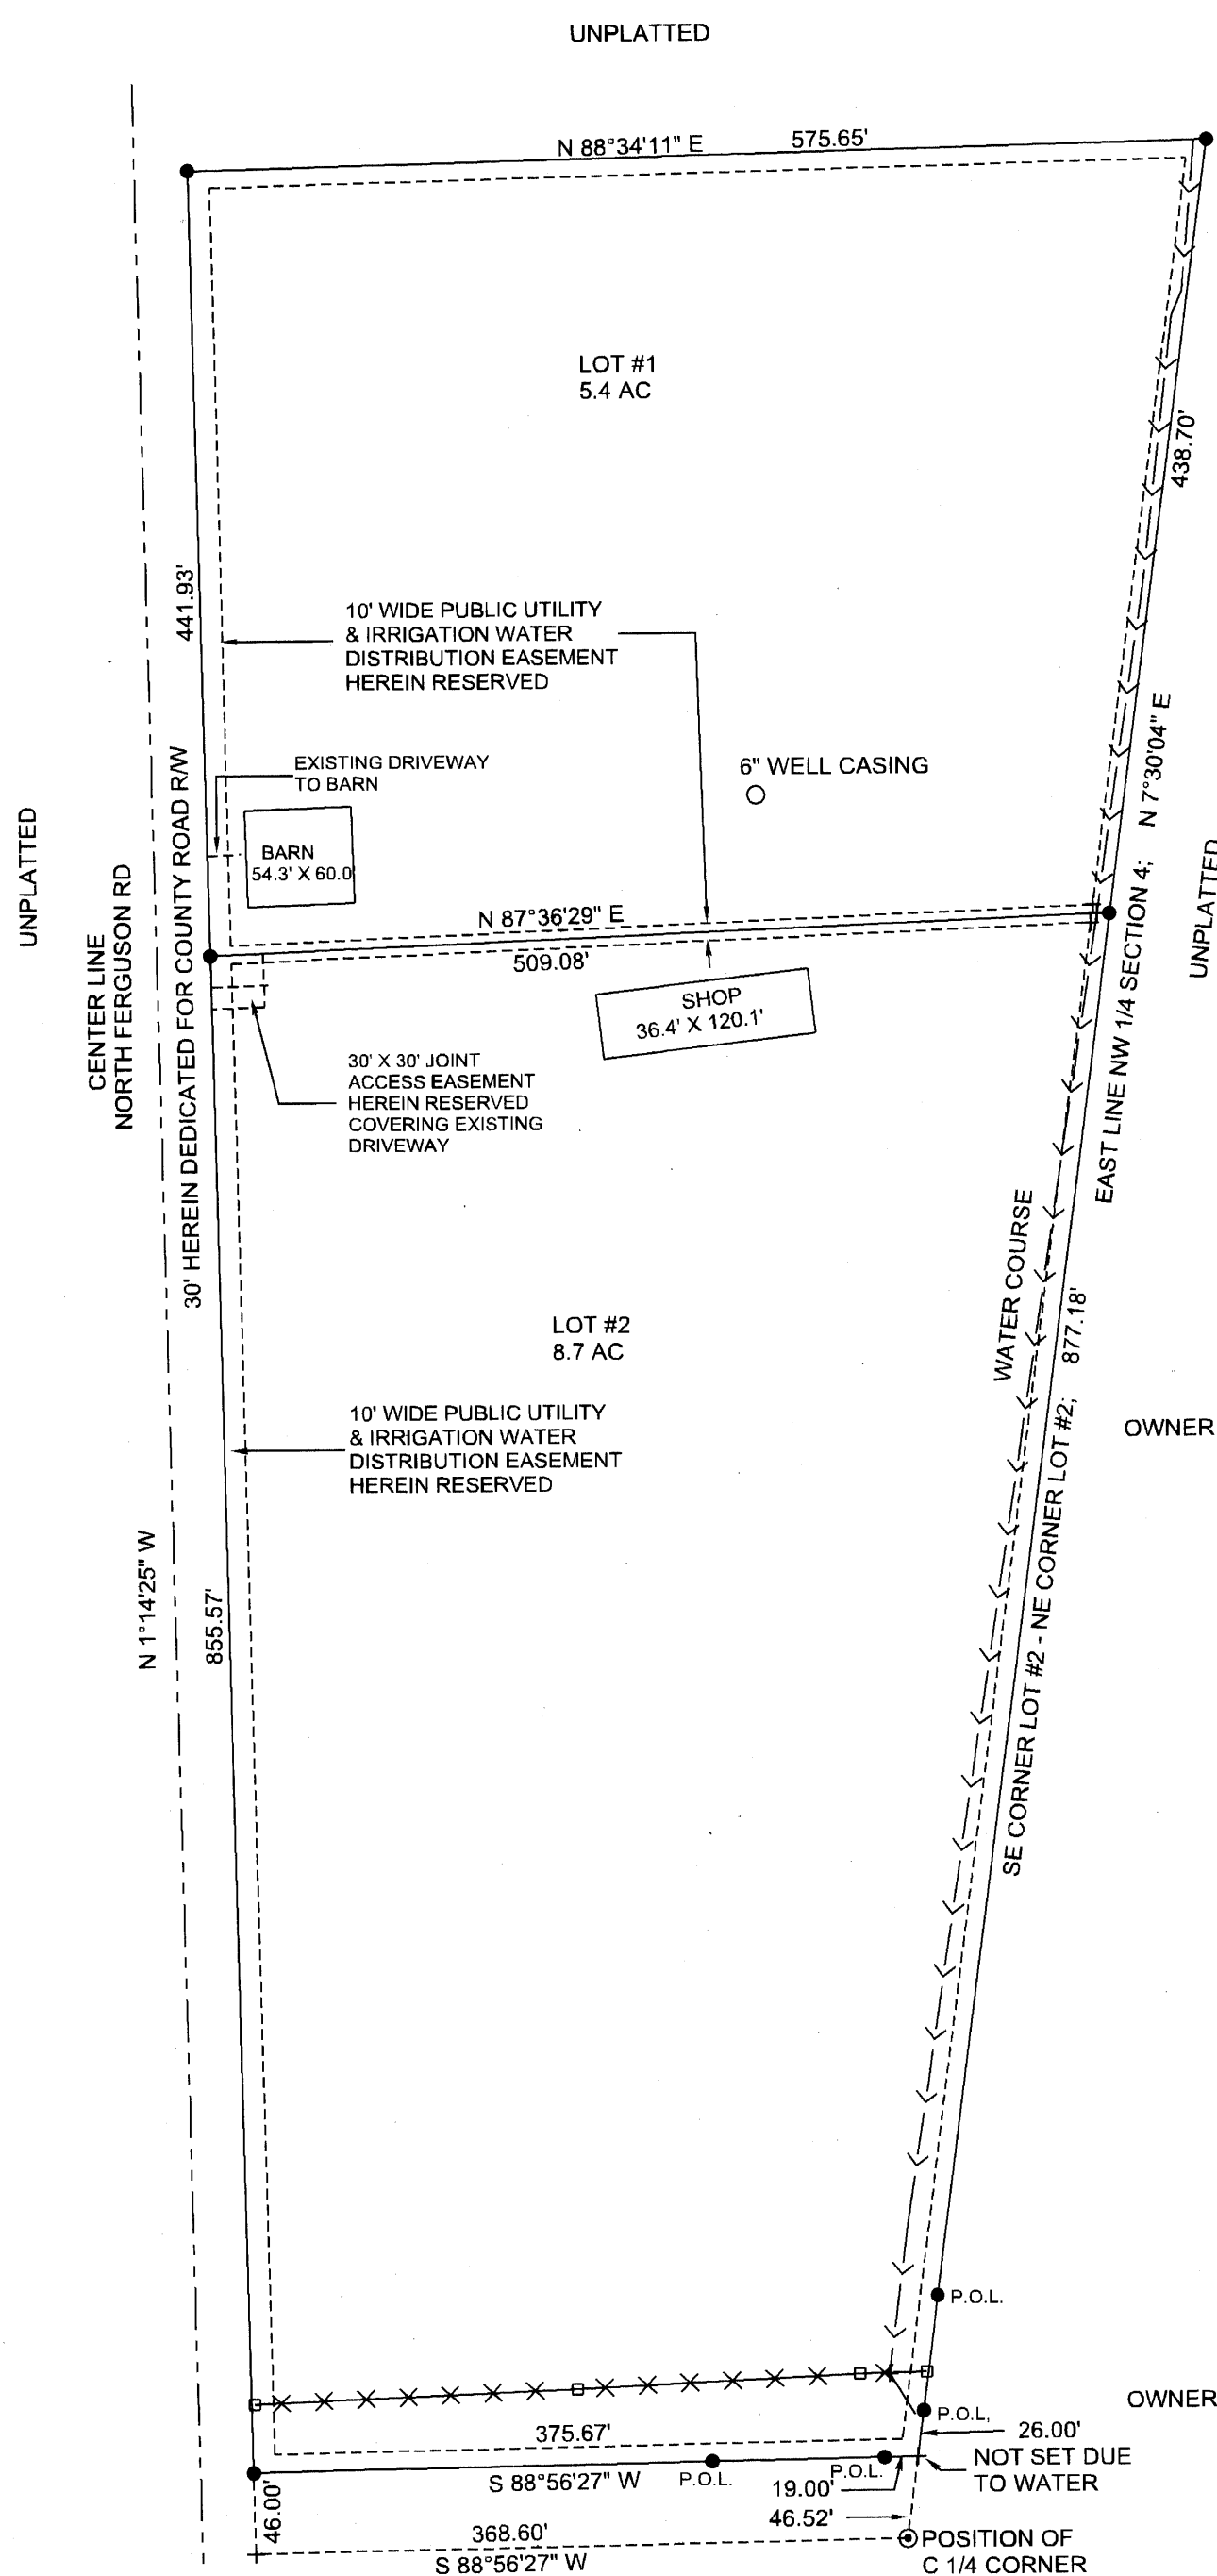 UNPLATTED
N 88°34'11" E 575.65'
LOT #1
5.4 AC
438.70'
441.93'
10' WIDE PUBLIC UTILITY
& IRRIGATION WATER
DISTRIBUTION EASEMENT
HEREIN RESERVED
EXISTING DRIVEWAY
TO BARN
6" WELL CASING
BARN
54.3' X 60.0
UNPLATTED
CENTER LINE
NORTH FERGUSON RD
30' HEREIN DEDICATED FOR COUNTY ROAD R/W
N 87°36'29" E
509.08'
SHOP
36.4' X 120.1'
EAST LINE NW 1/4 SECTION 4; N 7°30'04" E
UNPLATTED
30' X 30' JOINT
ACCESS EASEMENT
HEREIN RESERVED
COVERING EXISTING
DRIVEWAY
WATER COURSE
LOT #2
8.7 AC
SE CORNER LOT #2 - NE CORNER LOT #2; 877.18'
OWNER
10' WIDE PUBLIC UTILITY
& IRRIGATION WATER
DISTRIBUTION EASEMENT
HEREIN RESERVED
N 1°14'25" W
855.57'
P.O.L.
OWNER
P.O.L,
26.00'
375.67'
NOT SET DUE
TO WATER
S 88°56'27" W
P.O.L.
P.O.L.
19.00'
46.00'
46.52'
368.60'
S 88°56'27" W
POSITION OF
C 1/4 CORNER